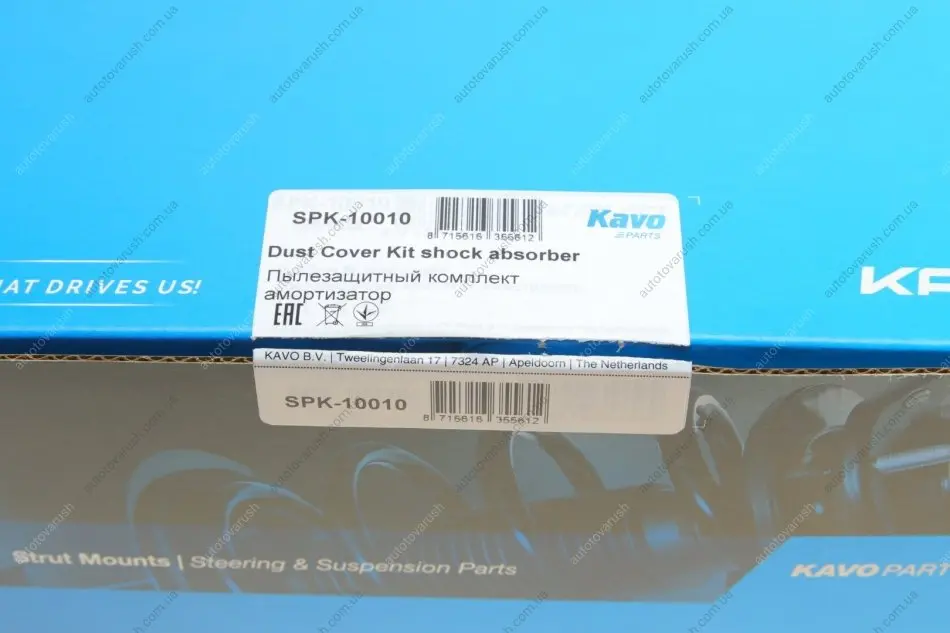 SPK-10010
8 715616 355612
Kavo
PARTS
Dust Cover Kit shock absorber
Пылезащитный комплект
амортизатор
EAC
AT DRIVES US!
KAVO B.V. | Tweelingenlaan 17 | 7324 AP | Apeldoorn | The Netherlands
SPK-10010
8 715616 355612
Strut Mounts | Steering & Suspension Parts
KAVO PART
autotovarush.com.ua